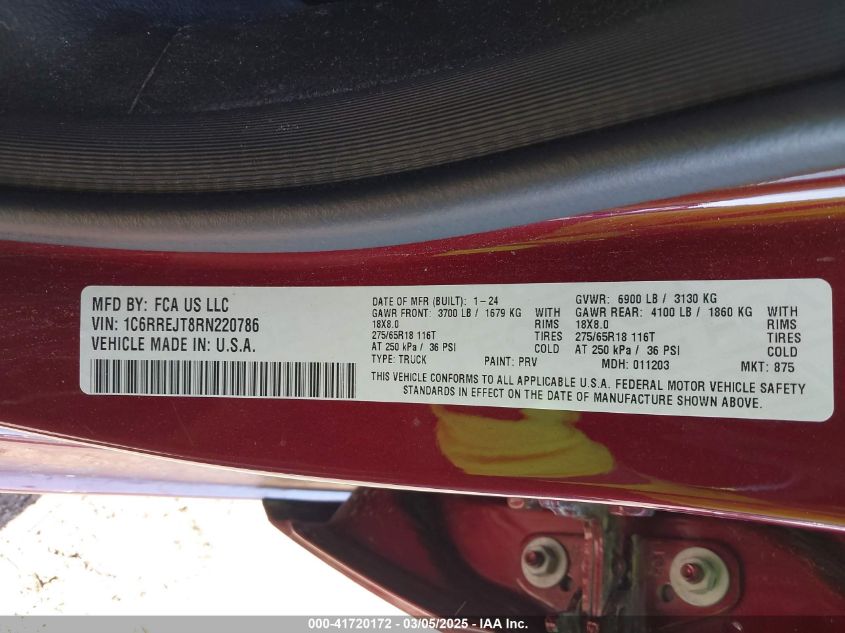 MFD BY: FCA US LLC
VIN: 1C6RREJT8RN220786
VEHICLE MADE IN: U.S.A.
DATE OF MFR (BUILT): 1-24
GVWR: 6900 LB / 3130 KG
GAWR FRONT: 3700 LB / 1679 KG WITH
GAWR REAR: 4100 LB / 1860 KG WITH
18X8.0 RIMS
18X8.0 RIMS
275/65R18 116T TIRES
275/65R18 116T TIRES
AT 250 kPa / 36 PSI COLD
AT 250 kPa / 36 PSI COLD
TYPE: TRUCK PAINT: PRV MDH: 011203 MKT: 875
THIS VEHICLE CONFORMS TO ALL APPLICABLE U.S.A. FEDERAL MOTOR VEHICLE SAFETY
STANDARDS IN EFFECT ON THE DATE OF MANUFACTURE SHOWN ABOVE.
000-41720172 - 03/05/2025 - IAA Inc.